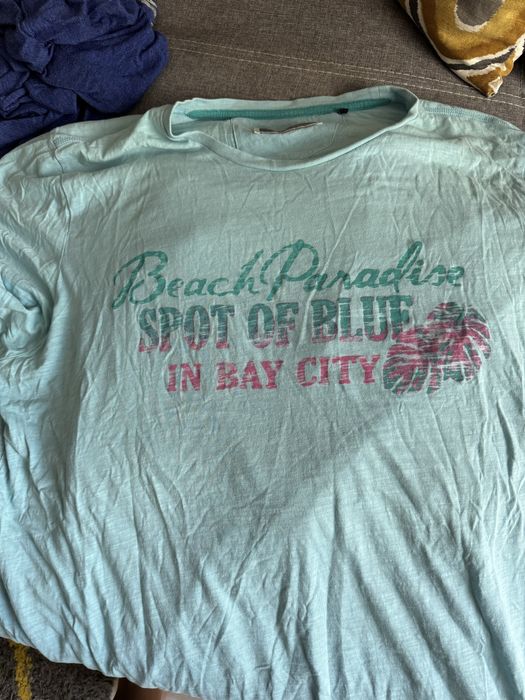 Beach Paradise
SPOT OF BLUE
IN BAY CITY